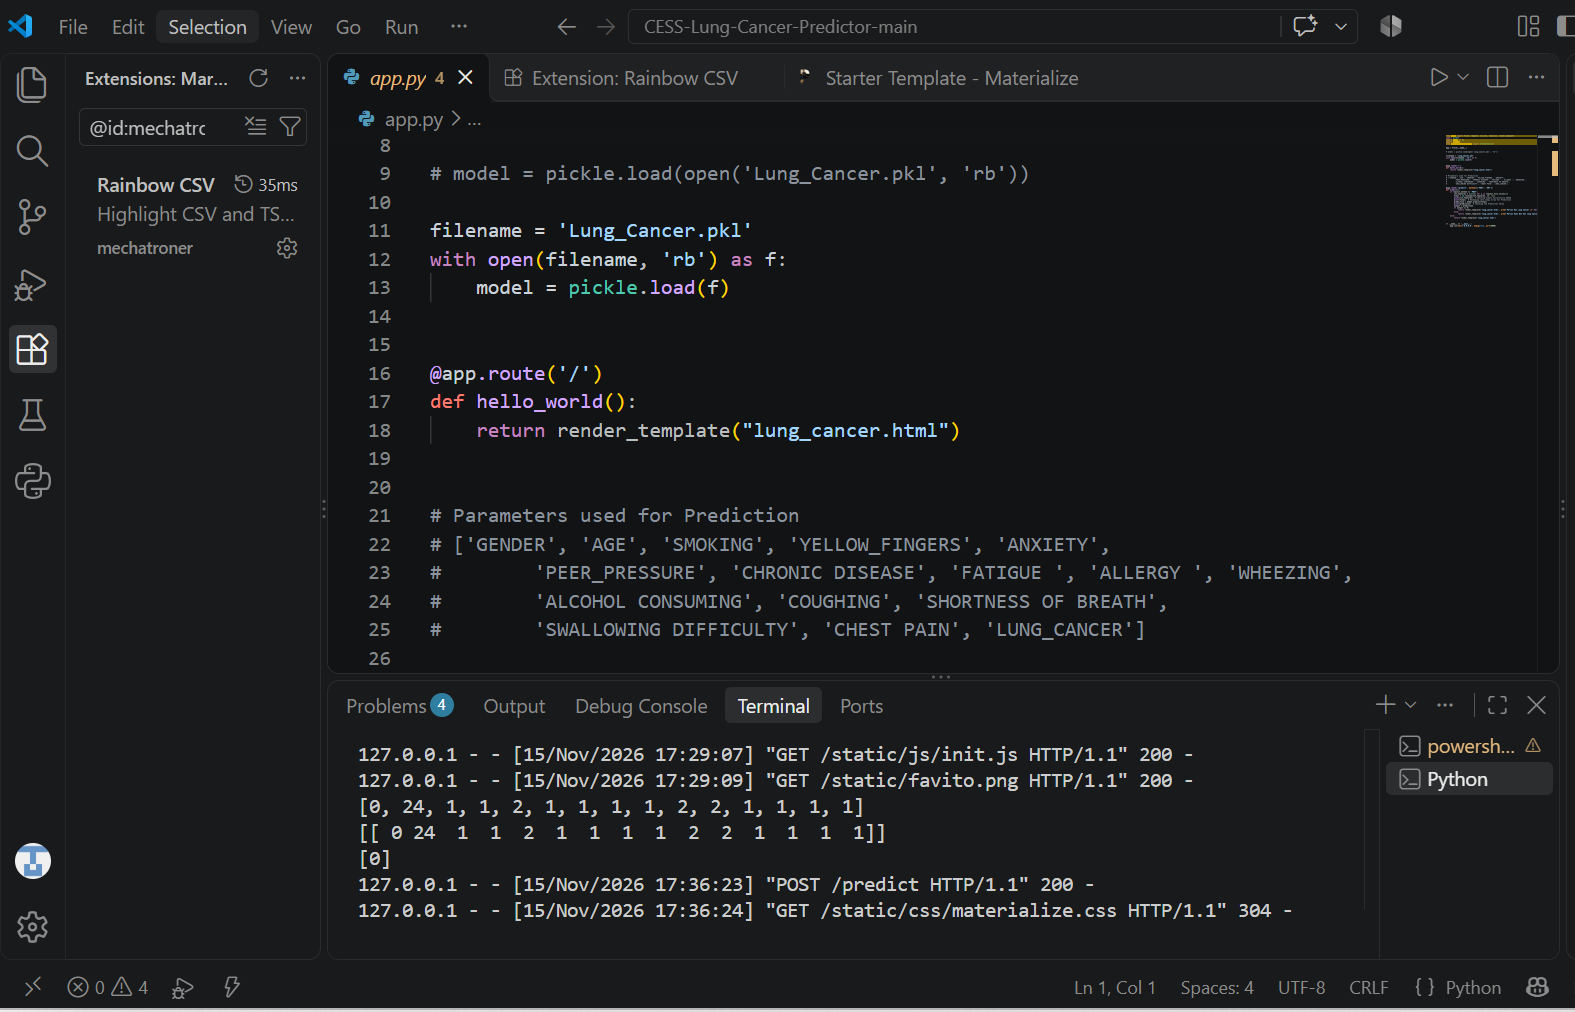 File Edit Selection View Go Run ···
CESS-Lung-Cancer-Predictor-main
Extensions: Mar...
@id:mechatrc
Rainbow CSV 35ms
Highlight CSV and TS...
mechatroner
app.py 4
Extension: Rainbow CSV
Starter Template - Materialize
app.py > ...
8
9 # model = pickle.load(open('Lung_Cancer.pkl', 'rb'))
10
11 filename = 'Lung_Cancer.pkl'
12 with open(filename, 'rb') as f:
13     model = pickle.load(f)
14
15
16 @app.route('/')
17 def hello_world():
18     return render_template("lung_cancer.html")
19
20
21 # Parameters used for Prediction
22 # ['GENDER', 'AGE', 'SMOKING', 'YELLOW_FINGERS', 'ANXIETY',
23 #        'PEER_PRESSURE', 'CHRONIC DISEASE', 'FATIGUE ', 'ALLERGY ', 'WHEEZING',
24 #        'ALCOHOL CONSUMING', 'COUGHING', 'SHORTNESS OF BREATH',
25 #        'SWALLOWING DIFFICULTY', 'CHEST PAIN', 'LUNG_CANCER']
26
Problems 4 Output Debug Console Terminal Ports
127.0.0.1 - - [15/Nov/2026 17:29:07] "GET /static/js/init.js HTTP/1.1" 200 -
127.0.0.1 - - [15/Nov/2026 17:29:09] "GET /static/favito.png HTTP/1.1" 200 -
[0, 24, 1, 1, 2, 1, 1, 1, 1, 2, 2, 1, 1, 1, 1]
[[ 0 24  1  1  2  1  1  1  1  2  2  1  1  1  1]]
[0]
127.0.0.1 - - [15/Nov/2026 17:36:23] "POST /predict HTTP/1.1" 200 -
127.0.0.1 - - [15/Nov/2026 17:36:24] "GET /static/css/materialize.css HTTP/1.1" 304 -
powersh...
Python
0 4
Ln 1, Col 1 Spaces: 4 UTF-8 CRLF { } Python